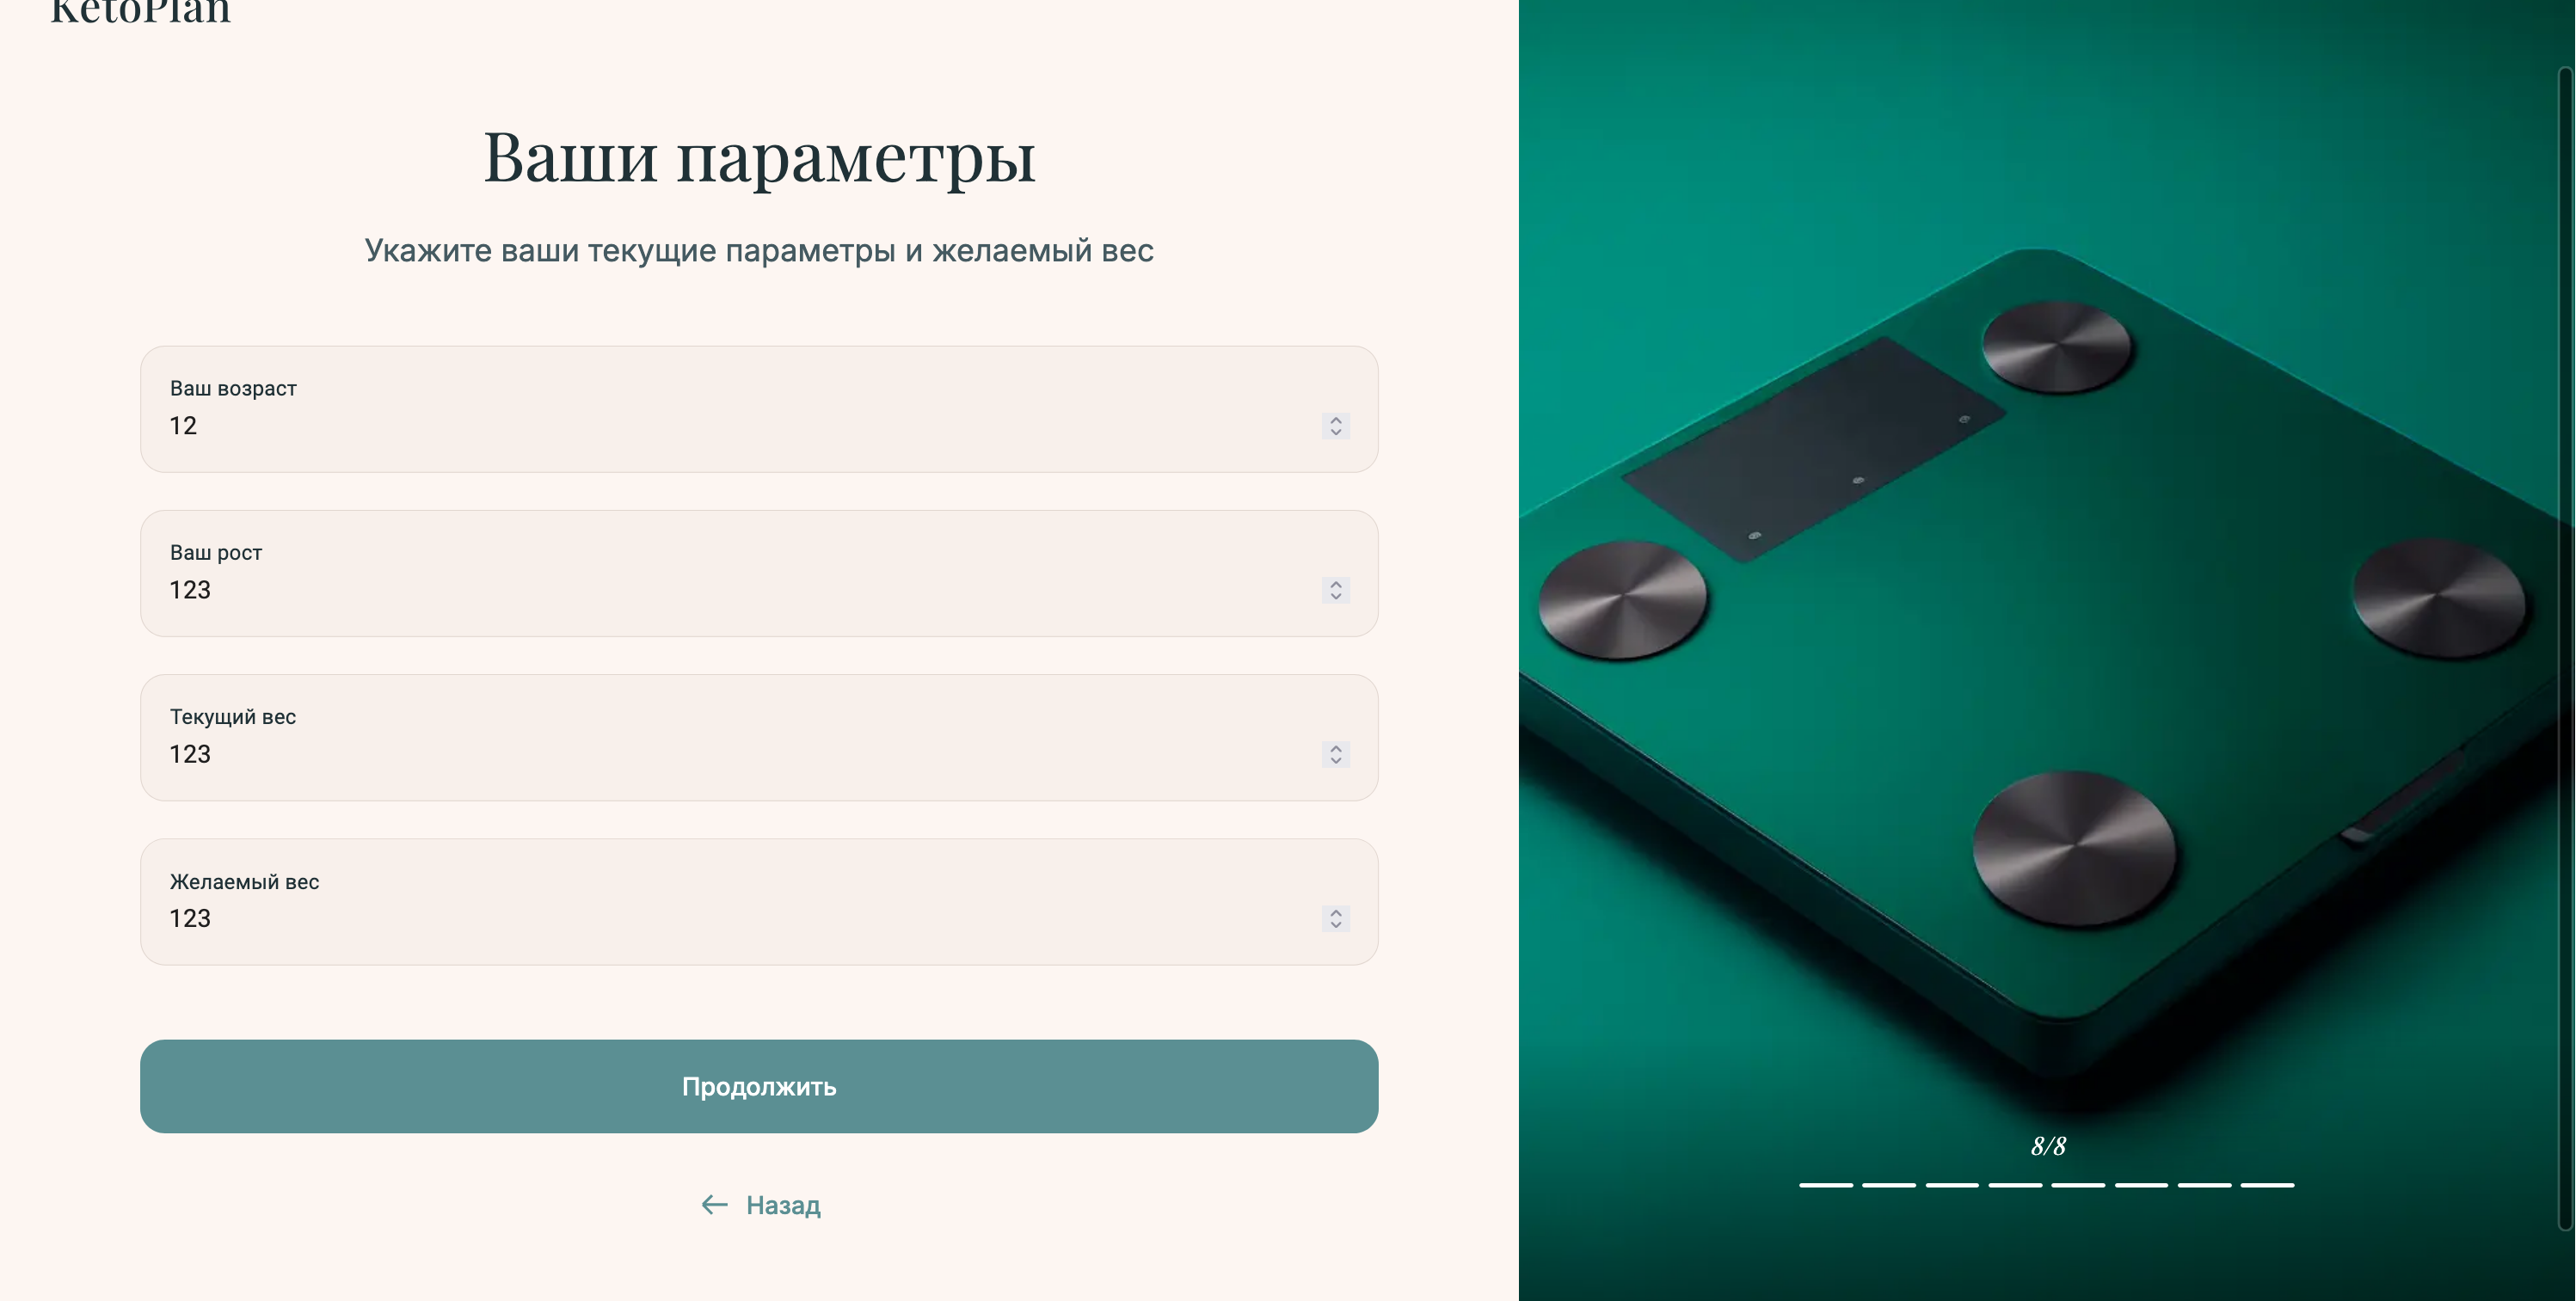 KetoPlan
Ваши параметры
Укажите ваши текущие параметры и желаемый вес
Ваш возраст
12
Ваш рост
123
Текущий вес
123
Желаемый вес
123
Продолжить
← Назад
8/8